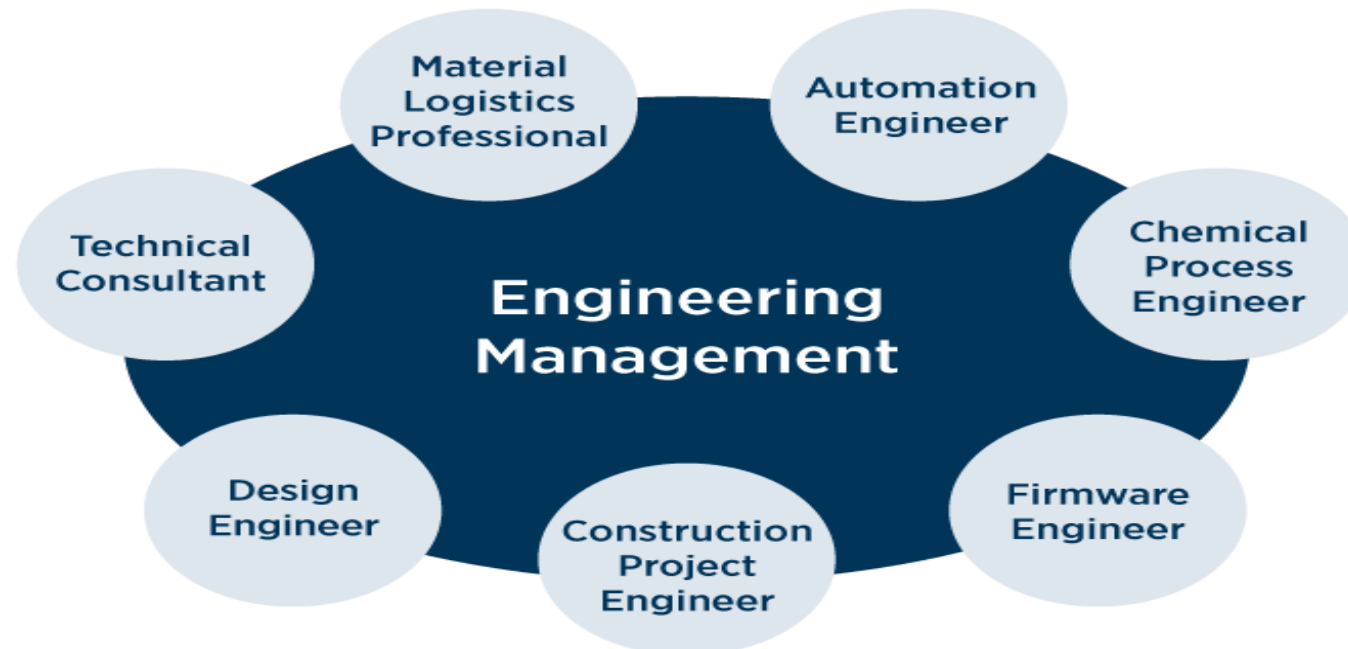 Material
Logistics
Professional
Automation
Engineer
Technical
Consultant
Chemical
Process
Engineer
Engineering
Management
Design
Engineer
Construction
Project
Engineer
Firmware
Engineer